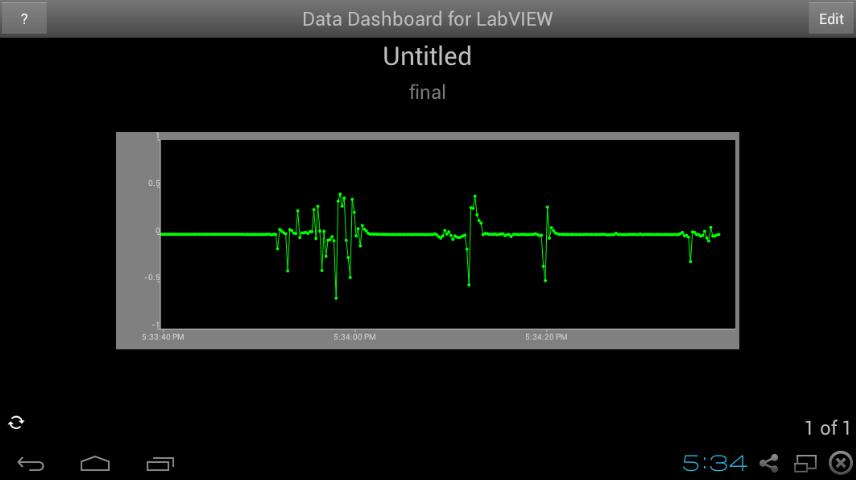 ?
Data Dashboard for LabVIEW
Edit
Untitled
final
1
0.5
0
-0.5
-1
5:33:40 PM
5:34:00 PM
5:34:20 PM
1 of 1
5:34